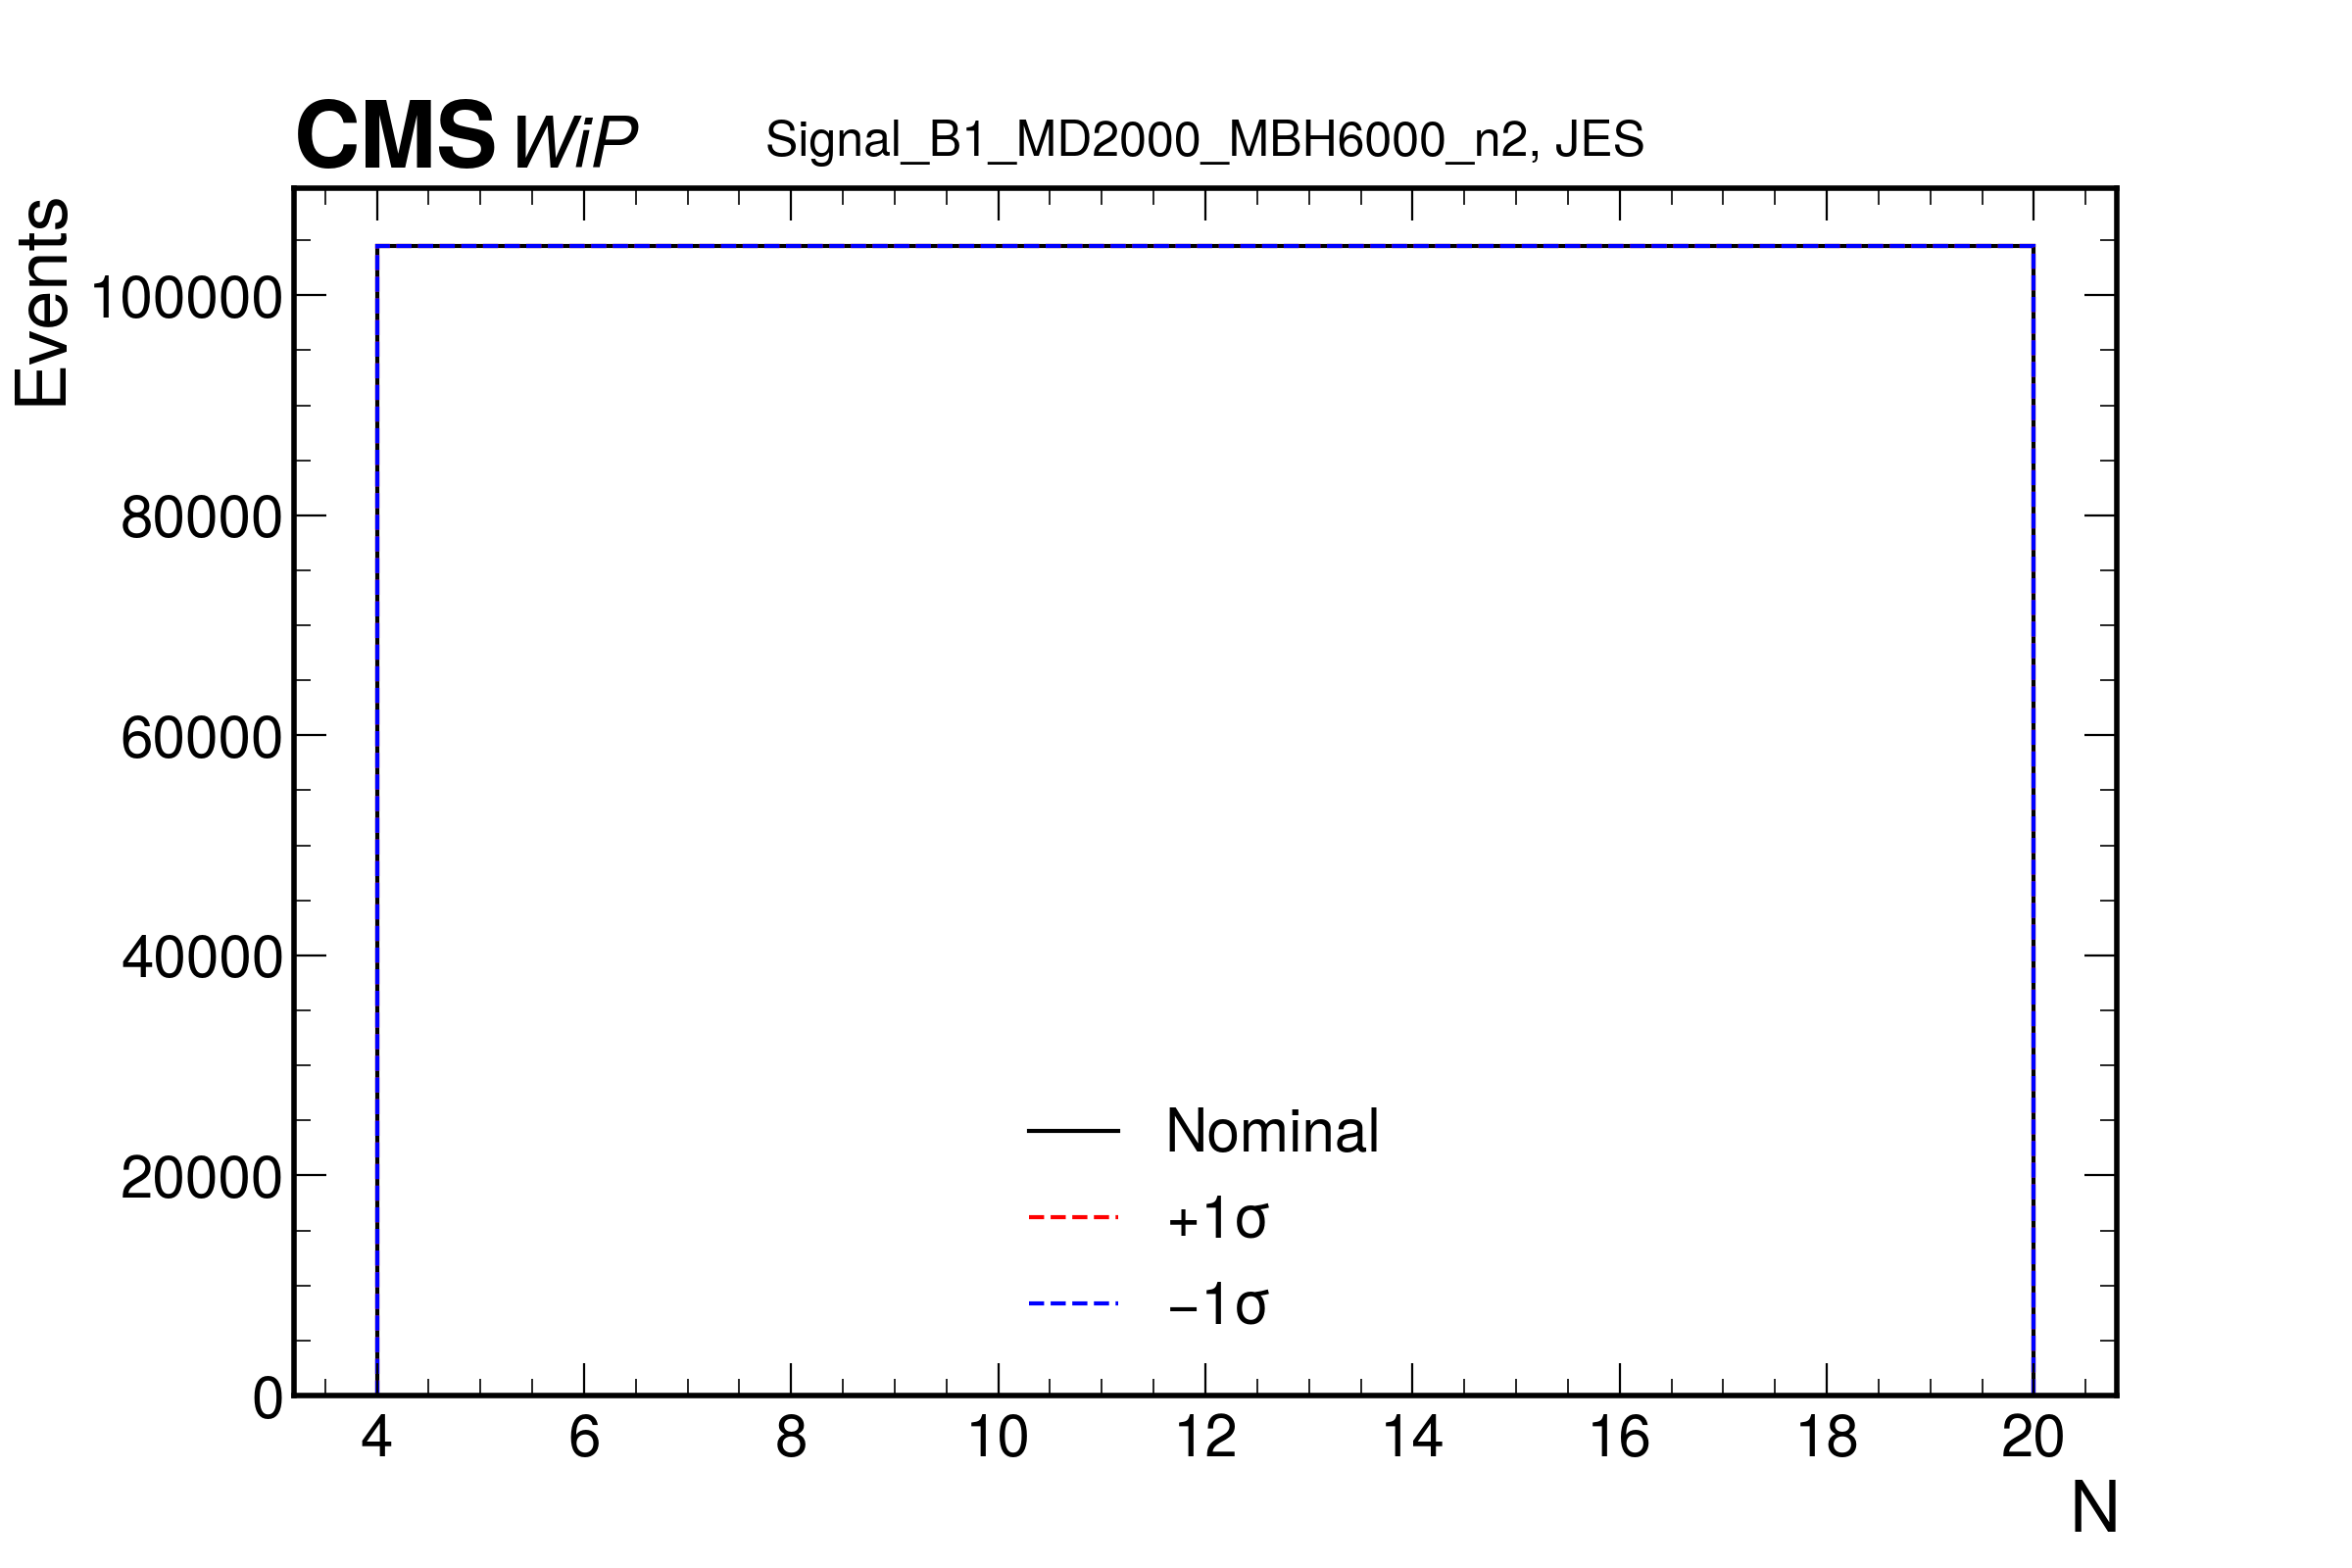 CMS WiP Signal_B1_MD2000_MBH6000_n2, JES
Events
100000
80000
60000
40000
20000
0
Nominal
+1σ
−1σ
4 6 8 10 12 14 16 18 20
N